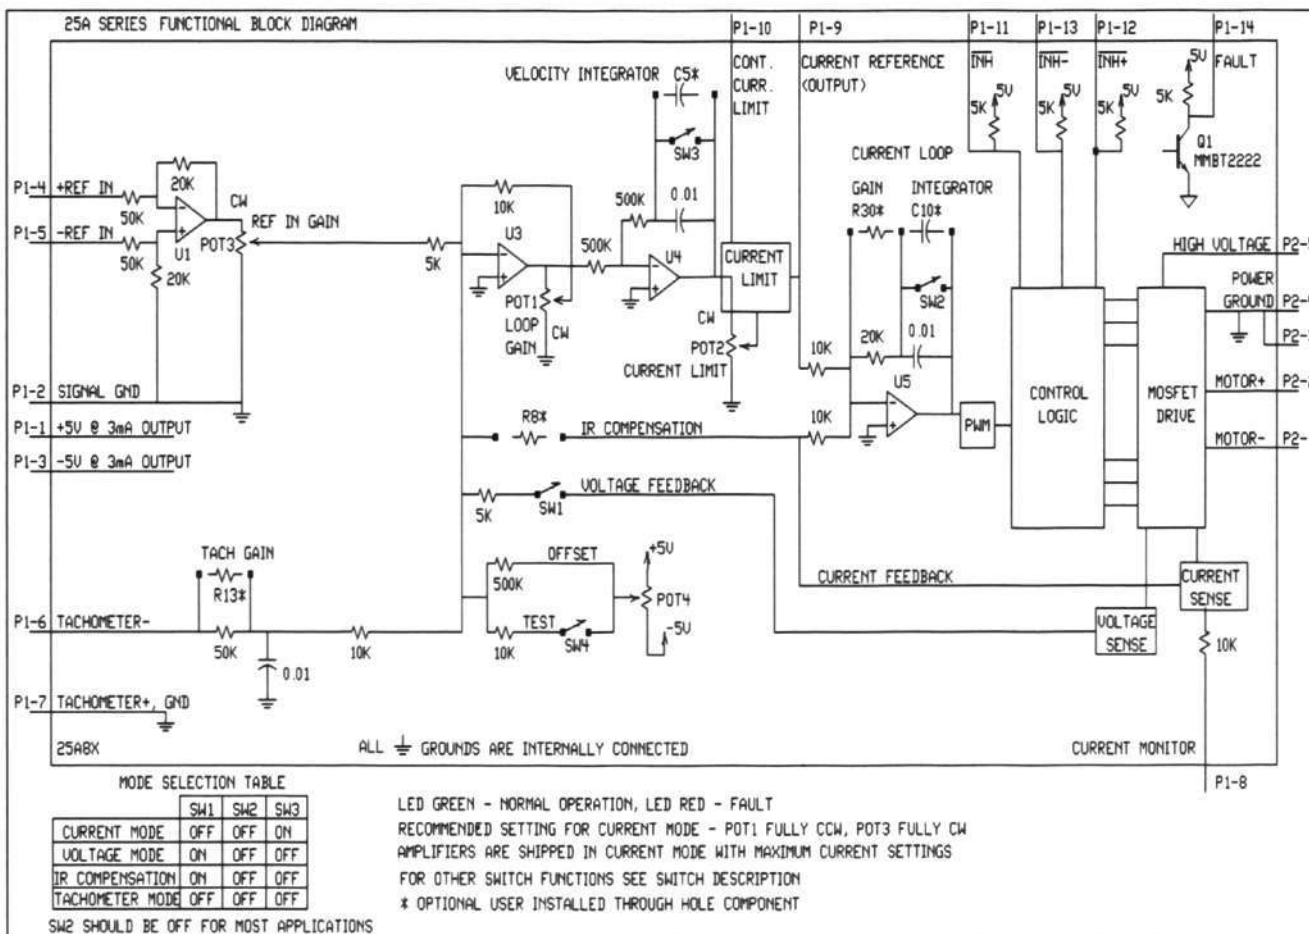 25A SERIES FUNCTIONAL BLOCK DIAGRAM
P1-10
P1-9
P1-11
P1-13
P1-12
P1-14
CONT.
CURR.
LIMIT
CURRENT REFERENCE
(OUTPUT)
INH
INH-
INH+
FAULT
5V
5K
5V
5K
5V
5K
5V
5K
Q1
MMBT2222
VELOCITY INTEGRATOR C5*
SW3
0.01
500K
CURRENT LOOP
GAIN
R30*
INTEGRATOR
C10*
SW2
0.01
20K
P1-4 +REF IN
50K
20K
CW
U1
POT3
REF IN GAIN
P1-5 -REF IN
50K
20K
5K
10K
U3
500K
U4
CURRENT
LIMIT
POT1
LOOP
GAIN
CW
CW
POT2
CURRENT LIMIT
10K
10K
U5
PWM
CONTROL
LOGIC
MOSFET
DRIVE
HIGH VOLTAGE
POWER
GROUND
MOTOR+
MOTOR-
P1-2 SIGNAL GND
P1-1 +5V @ 3mA OUTPUT
P1-3 -5V @ 3mA OUTPUT
R8*
IR COMPENSATION
5K
SW1
VOLTAGE FEEDBACK
TACH GAIN
R13*
P1-6 TACHOMETER-
50K
0.01
10K
OFFSET
500K
TEST
10K
SW4
+5V
POT4
-5V
CURRENT FEEDBACK
CURRENT
SENSE
VOLTAGE
SENSE
10K
P1-7 TACHOMETER+, GND
25A8X
ALL GROUNDS ARE INTERNALLY CONNECTED
CURRENT MONITOR
P1-8
MODE SELECTION TABLE
SW1 SW2 SW3
CURRENT MODE OFF OFF ON
VOLTAGE MODE ON OFF OFF
IR COMPENSATION ON OFF OFF
TACHOMETER MODE OFF OFF OFF
SW2 SHOULD BE OFF FOR MOST APPLICATIONS
LED GREEN - NORMAL OPERATION, LED RED - FAULT
RECOMMENDED SETTING FOR CURRENT MODE - POT1 FULLY CCW, POT3 FULLY CW
AMPLIFIERS ARE SHIPPED IN CURRENT MODE WITH MAXIMUM CURRENT SETTINGS
FOR OTHER SWITCH FUNCTIONS SEE SWITCH DESCRIPTION
* OPTIONAL USER INSTALLED THROUGH HOLE COMPONENT